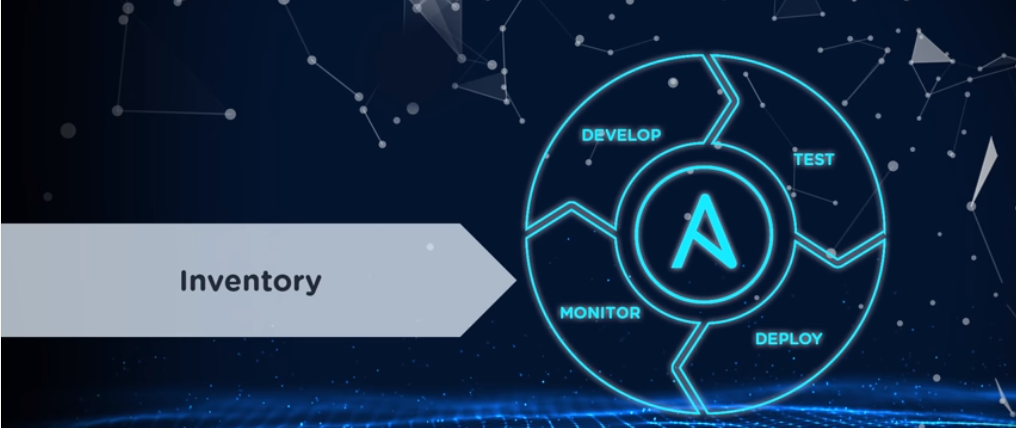 DEVELOP
TEST
Inventory
MONITOR
DEPLOY